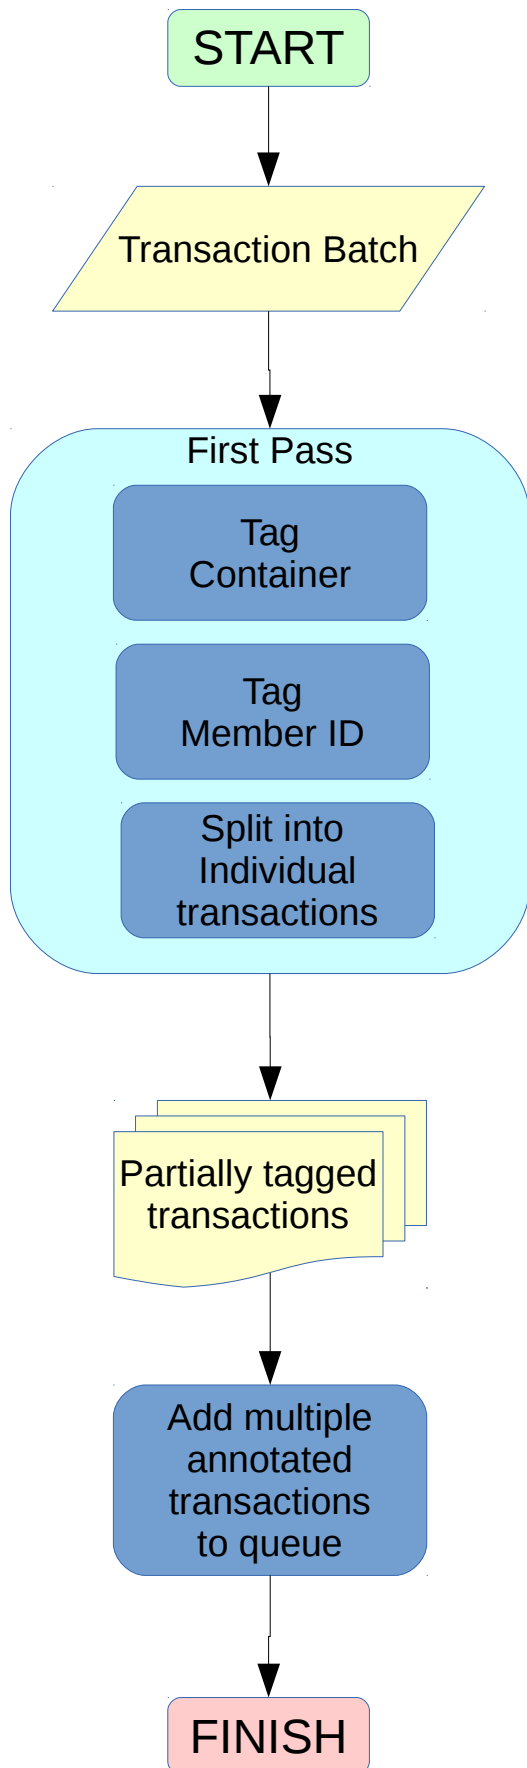 START
Transaction Batch
First Pass
Tag
Container
Tag
Member ID
Split into
Individual
transactions
Partially tagged
transactions
Add multiple
annotated
transactions
to queue
FINISH